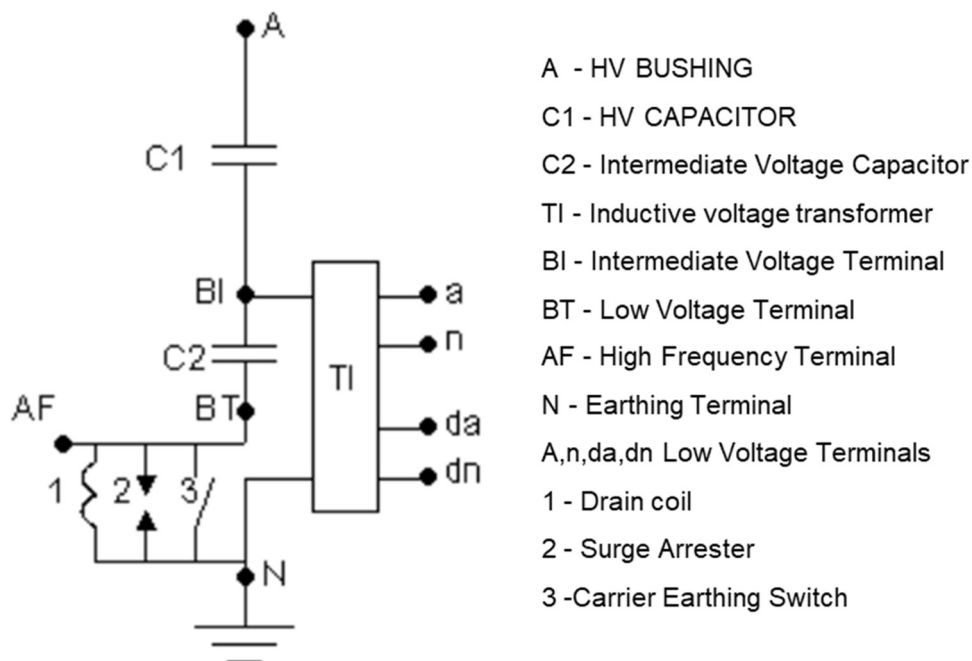 A
C1
BI
a
n
C2
TI
AF
BT
da
dn
1
2
3
N
A - HV BUSHING
C1 - HV CAPACITOR
C2 - Intermediate Voltage Capacitor
TI - Inductive voltage transformer
BI - Intermediate Voltage Terminal
BT - Low Voltage Terminal
AF - High Frequency Terminal
N - Earthing Terminal
A,n,da,dn Low Voltage Terminals
1 - Drain coil
2 - Surge Arrester
3 -Carrier Earthing Switch